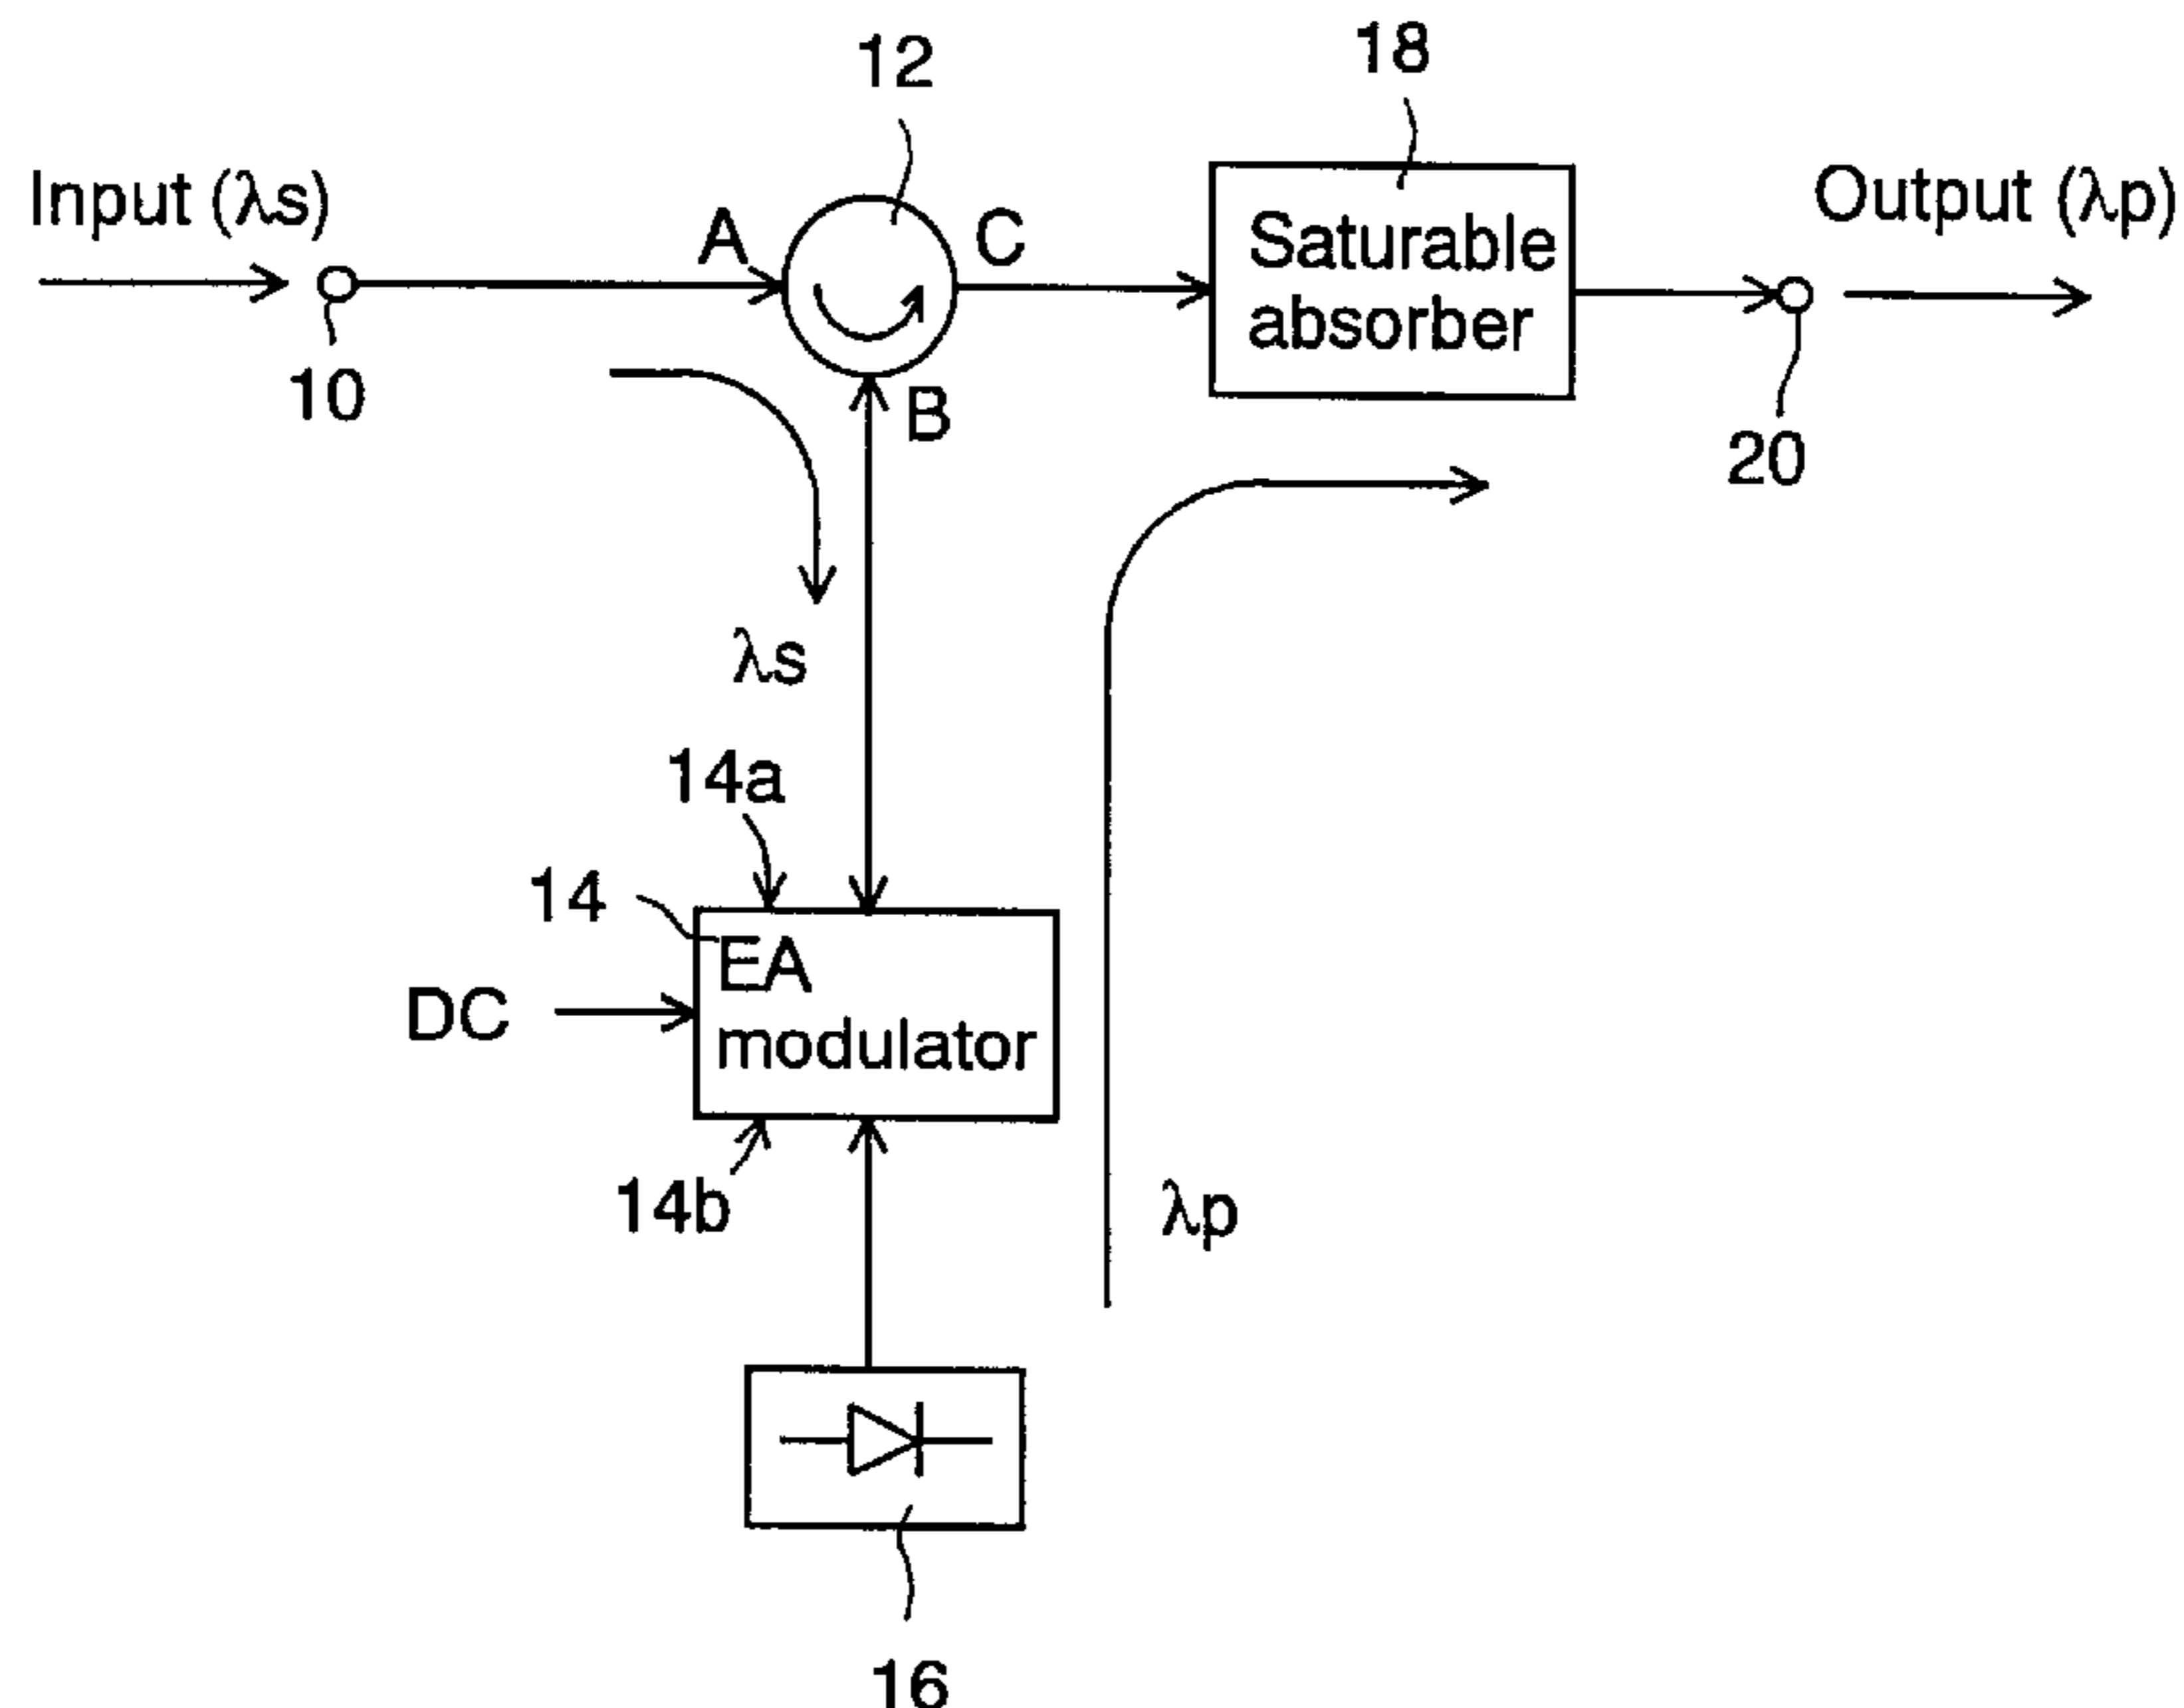 12
18
Input (λs)
A
C
Saturable
absorber
Output (λp)
10
B
20
λs
14a
14
EA
modulator
DC
14b
λp
16